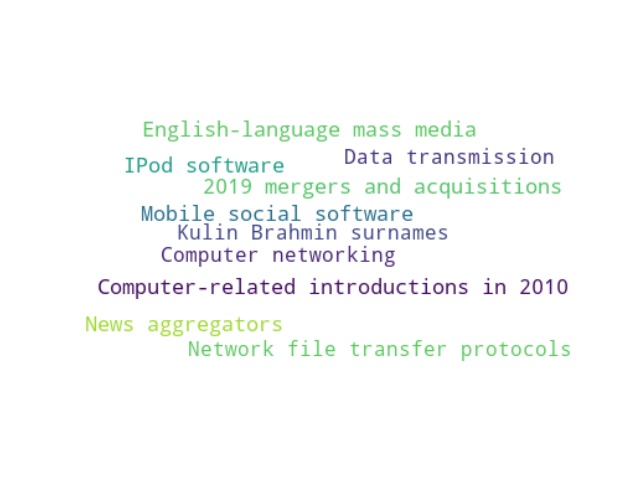 English-language mass media
Data transmission
IPod software
2019 mergers and acquisitions
Mobile social software
Kulin Brahmin surnames
Computer networking
Computer-related introductions in 2010
News aggregators
Network file transfer protocols